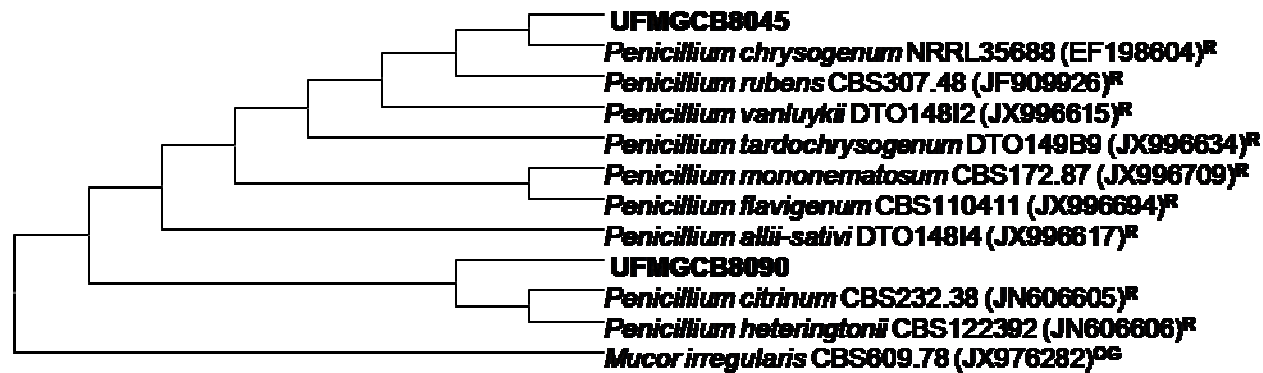 UFMGCB8045
Penicillium chrysogenum NRRL35688 (EF198604)R
Penicillium rubens CBS307.48 (JF909926)R
Penicillium vanluykii DTO148I2 (JX996615)R
Penicillium tardochrysogenum DTO149B9 (JX996634)R
Penicillium mononematosum CBS172.87 (JX996709)R
Penicillium flavigenum CBS110411 (JX996694)R
Penicillium allii-sativi DTO148I4 (JX996617)R
UFMGCB8090
Penicillium citrinum CBS232.38 (JN606605)R
Penicillium heteringtonii CBS122392 (JN606606)R
Mucor irregularis CBS609.78 (JX976282)OG